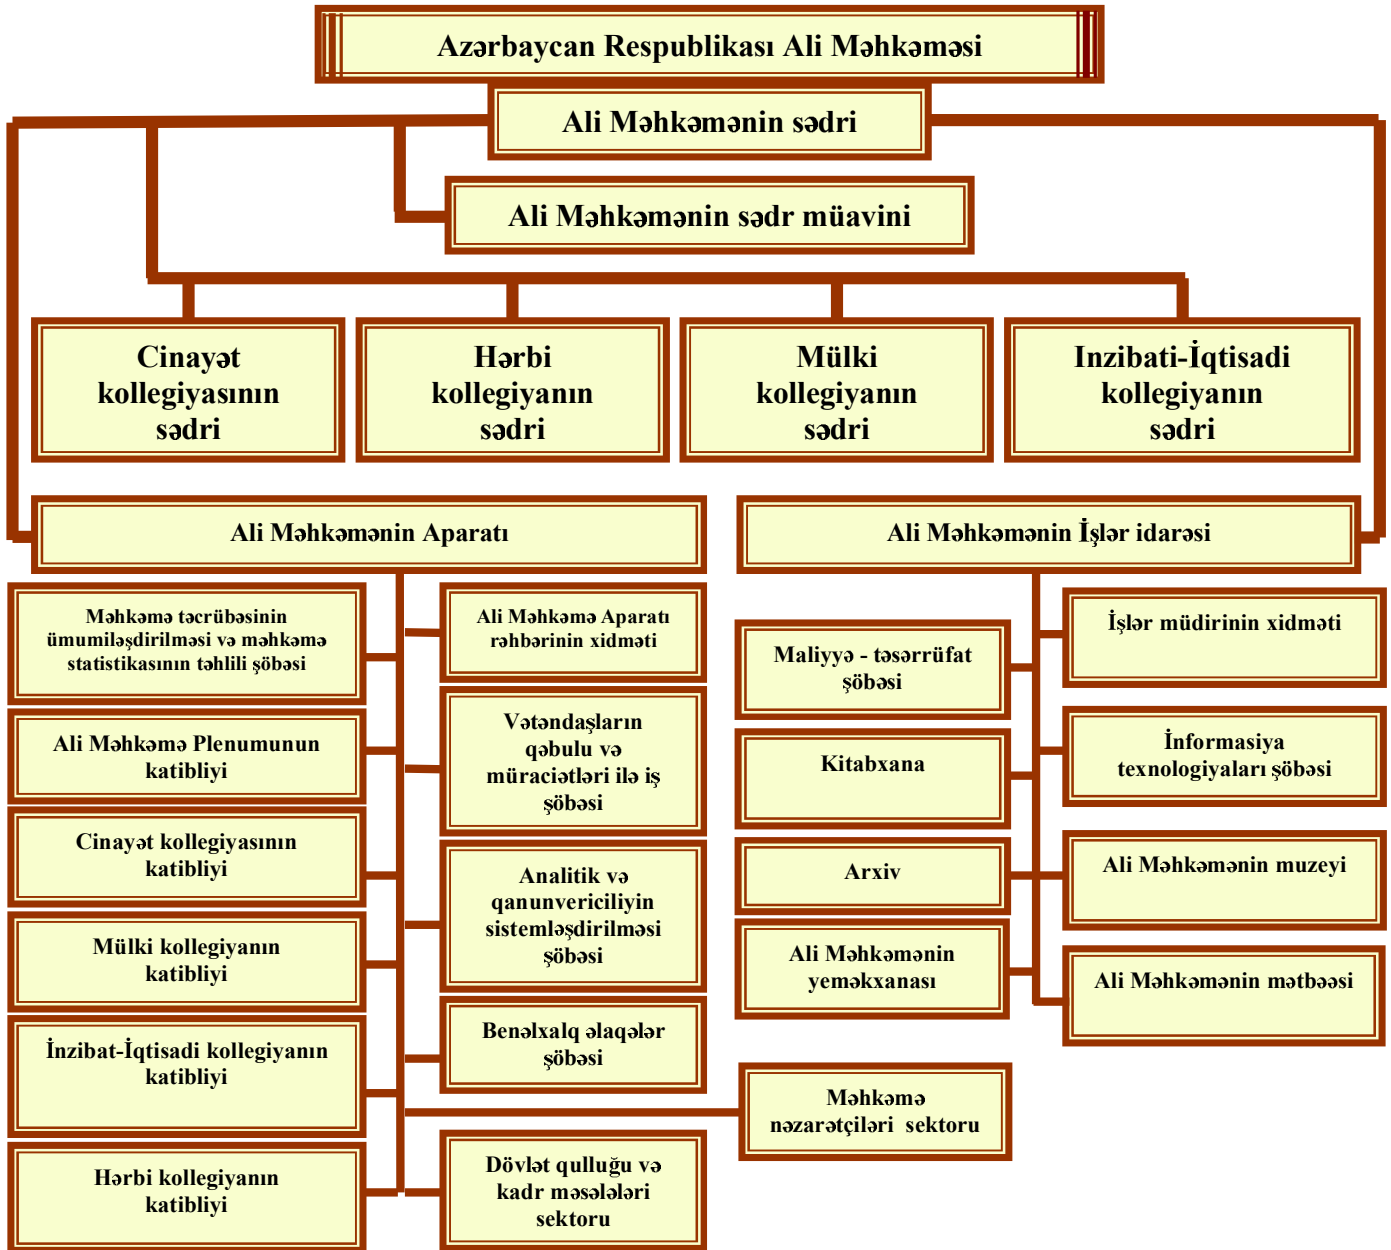 Azərbaycan Respublikası Ali Məhkəməsi
Ali Məhkəmənin sədri
Ali Məhkəmənin sədr müavini
Cinayət
kollegiyasının
sədri
Hərbi
kollegiyanın
sədri
Mülki
kollegiyanın
sədri
Inzibati-İqtisadi
kollegiyanın
sədri
Ali Məhkəmənin Aparatı
Məhkəmə təcrübəsinin
ümumiləşdirilməsi və məhkəmə
statistikasının təhlili şöbəsi
Ali Məhkəmə Plenumunun
katibliyi
Cinayət kollegiyasının
katibliyi
Mülki kollegiyanın
katibliyi
İnzibat-İqtisadi kollegiyanın
katibliyi
Hərbi kollegiyanın
katibliyi
Ali Məhkəmə Aparatı
rəhbərinin xidməti
Vətəndaşların
qəbulu və
müraciətləri ilə iş
şöbəsi
Analitik və
qanunvericiliyin
sistemləşdirilməsi
şöbəsi
Benəlxalq əlaqələr
şöbəsi
Dövlət qulluğu və
kadr məsələləri
sektoru
Ali Məhkəmənin İşlər idarəsi
Maliyyə - təsərrüfat
şöbəsi
Kitabxana
Arxiv
Ali Məhkəmənin
yeməkxanası
Məhkəmə
nəzarətçiləri sektoru
İşlər müdirinin xidməti
İnformasiya
texnologiyaları şöbəsi
Ali Məhkəmənin muzeyi
Ali Məhkəmənin mətbəəsi